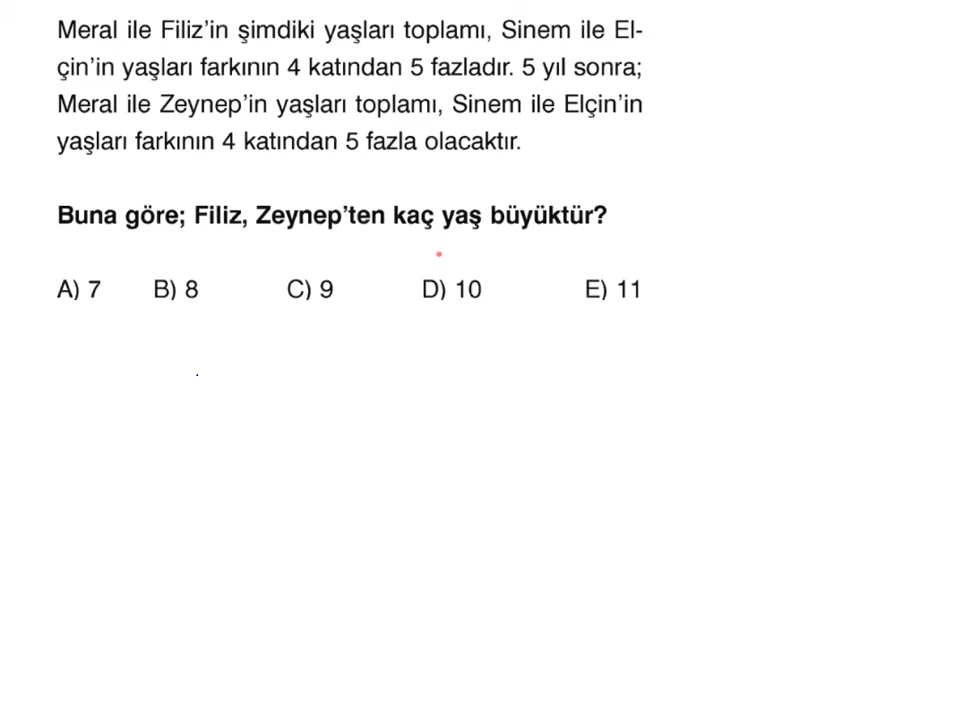 Meral ile Filiz’in şimdiki yaşları toplamı, Sinem ile El-
çin’in yaşları farkının 4 katından 5 fazladır. 5 yıl sonra;
Meral ile Zeynep’in yaşları toplamı, Sinem ile Elçin’in
yaşları farkının 4 katından 5 fazla olacaktır.
Buna göre; Filiz, Zeynep’ten kaç yaş büyüktür?
A) 7 B) 8 C) 9 D) 10 E) 11